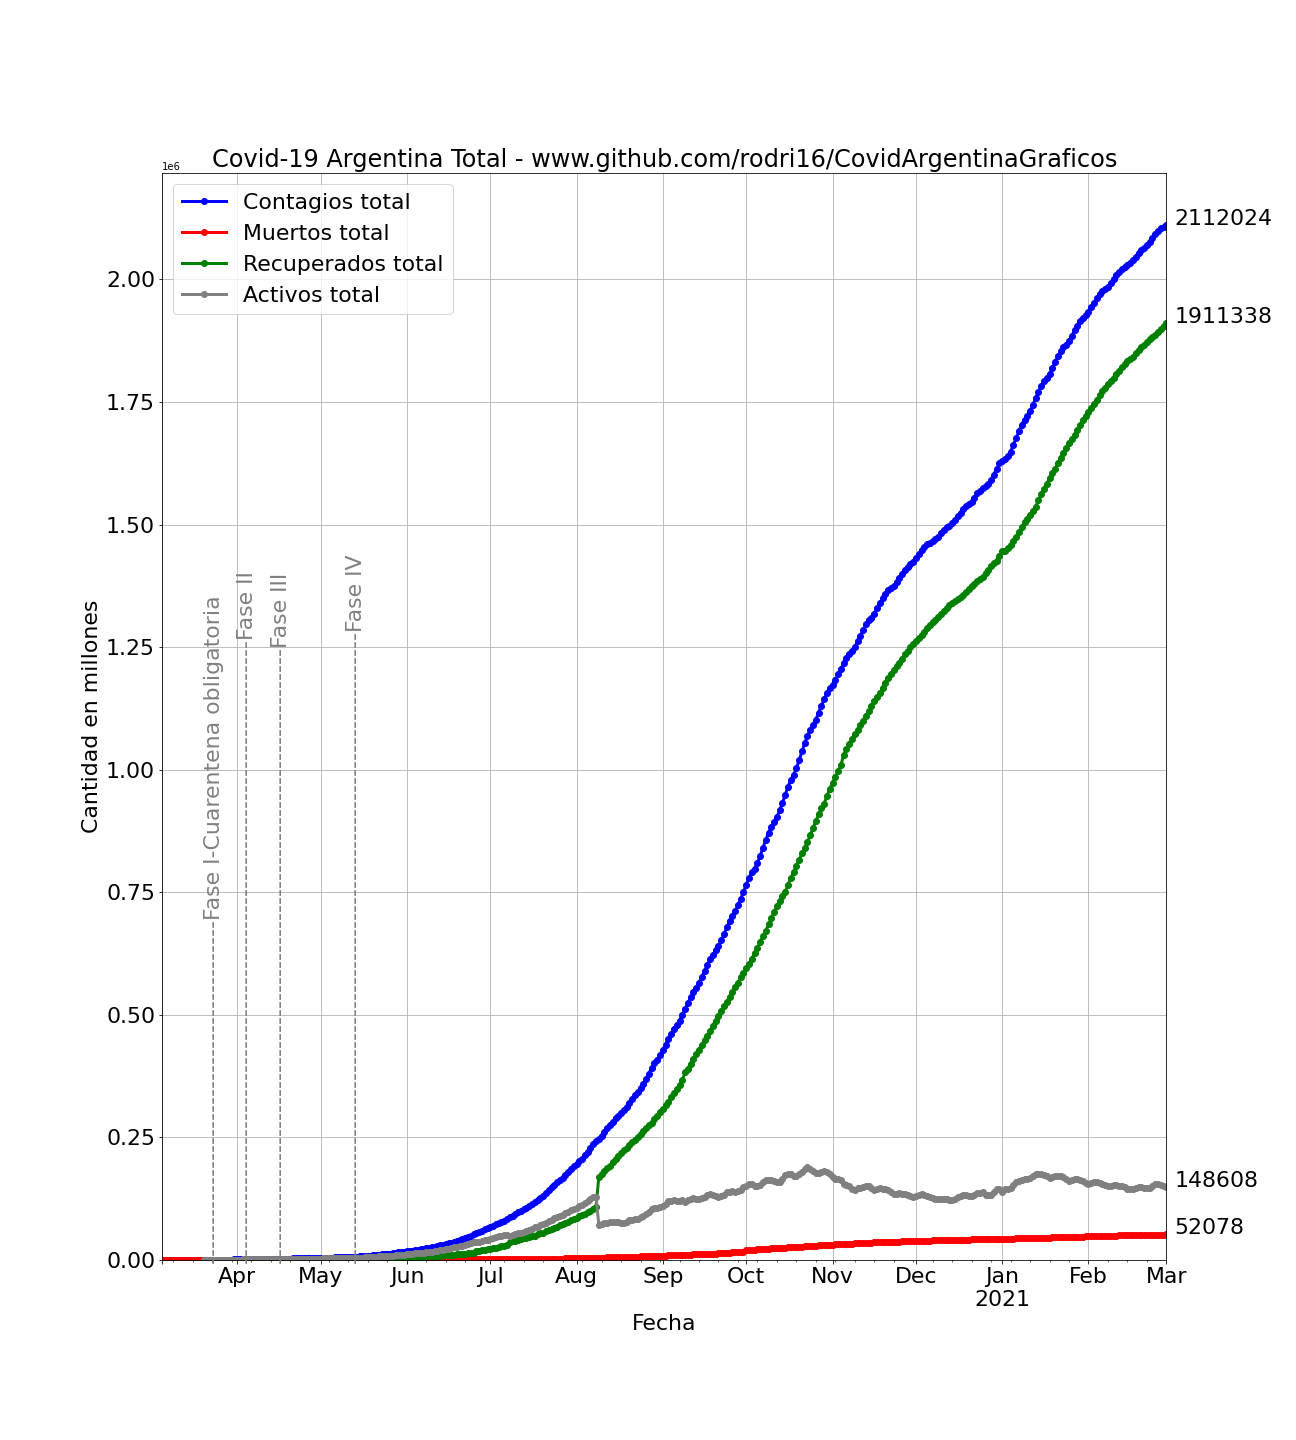 Covid-19 Argentina Total - www.github.com/rodri16/CovidArgentinaGraficos
1e6
Contagios total
Muertos total
Recuperados total
Activos total
2112024
1911338
148608
52078
2.00
1.75
1.50
1.25
1.00
0.75
0.50
0.25
0.00
Cantidad en millones
Fase I-Cuarentena obligatoria
Fase II
Fase III
Fase IV
Apr May Jun Jul Aug Sep Oct Nov Dec Jan Feb Mar
2021
Fecha